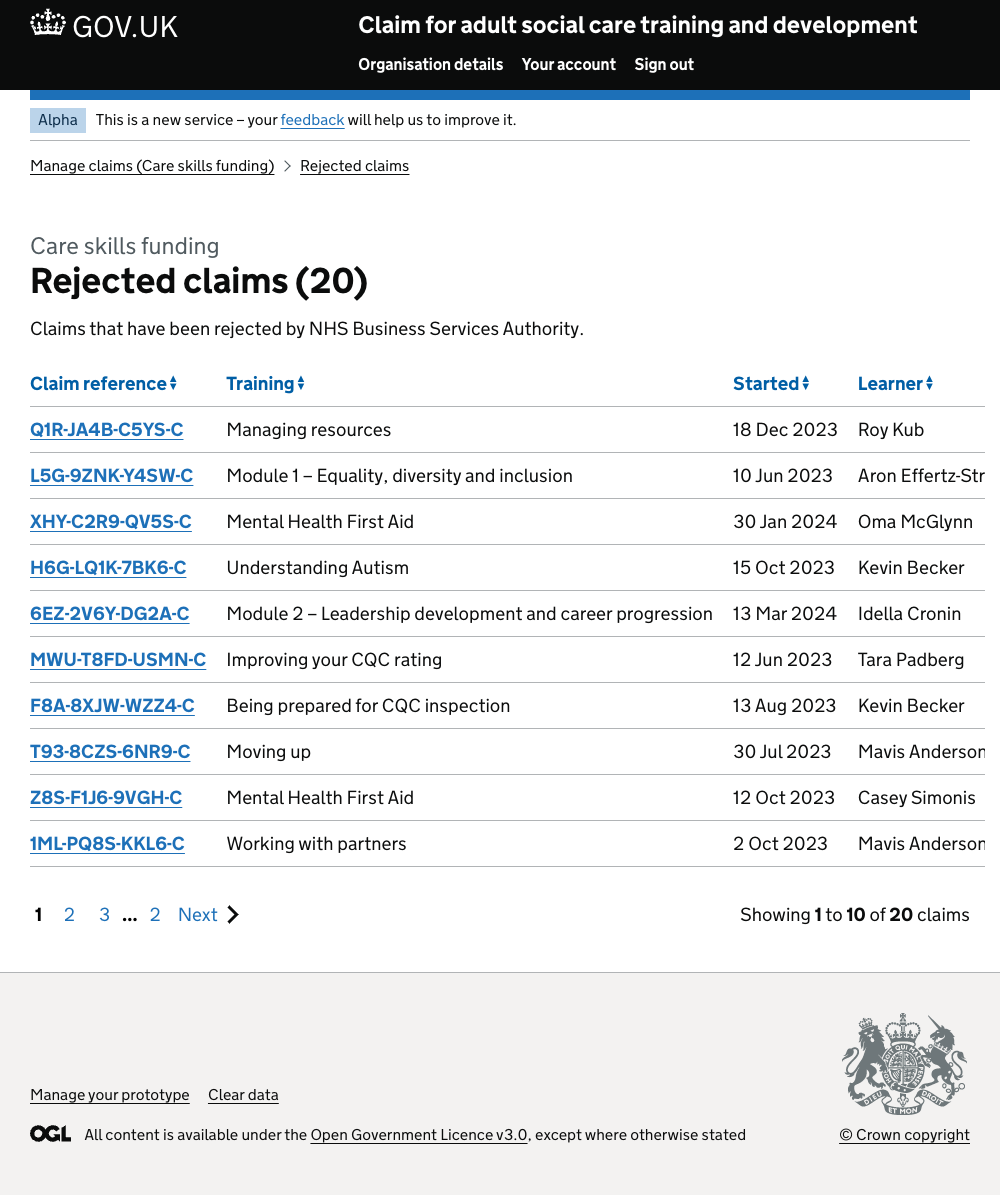 GOV.UK
Claim for adult social care training and development
Organisation details Your account Sign out
Alpha This is a new service – your feedback will help us to improve it.
Manage claims (Care skills funding) Rejected claims
Care skills funding
Rejected claims (20)
Claims that have been rejected by NHS Business Services Authority.
Claim reference Training Started Learner
Q1R-JA4B-C5YS-C Managing resources 18 Dec 2023 Roy Kub
L5G-9ZNK-Y4SW-C Module 1 – Equality, diversity and inclusion 10 Jun 2023 Aron Effertz-Str
XHY-C2R9-QV5S-C Mental Health First Aid 30 Jan 2024 Oma McGlynn
H6G-LQ1K-7BK6-C Understanding Autism 15 Oct 2023 Kevin Becker
6EZ-2V6Y-DG2A-C Module 2 – Leadership development and career progression 13 Mar 2024 Idella Cronin
MWU-T8FD-USMN-C Improving your CQC rating 12 Jun 2023 Tara Padberg
F8A-8XJW-WZZ4-C Being prepared for CQC inspection 13 Aug 2023 Kevin Becker
T93-8CZS-6NR9-C Moving up 30 Jul 2023 Mavis Anderson
Z8S-F1J6-9VGH-C Mental Health First Aid 12 Oct 2023 Casey Simonis
1ML-PQ8S-KKL6-C Working with partners 2 Oct 2023 Mavis Anderson
1 2 3 ... 2 Next Showing 1 to 10 of 20 claims
DIEU ET MON DROIT
Manage your prototype Clear data
OGL All content is available under the Open Government Licence v3.0, except where otherwise stated © Crown copyright